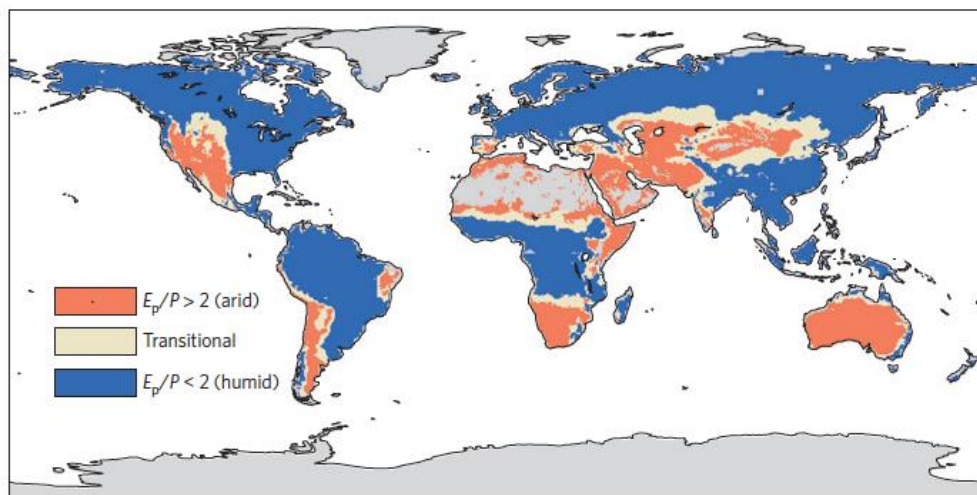 Eₚ/P > 2 (arid)
Transitional
Eₚ/P < 2 (humid)